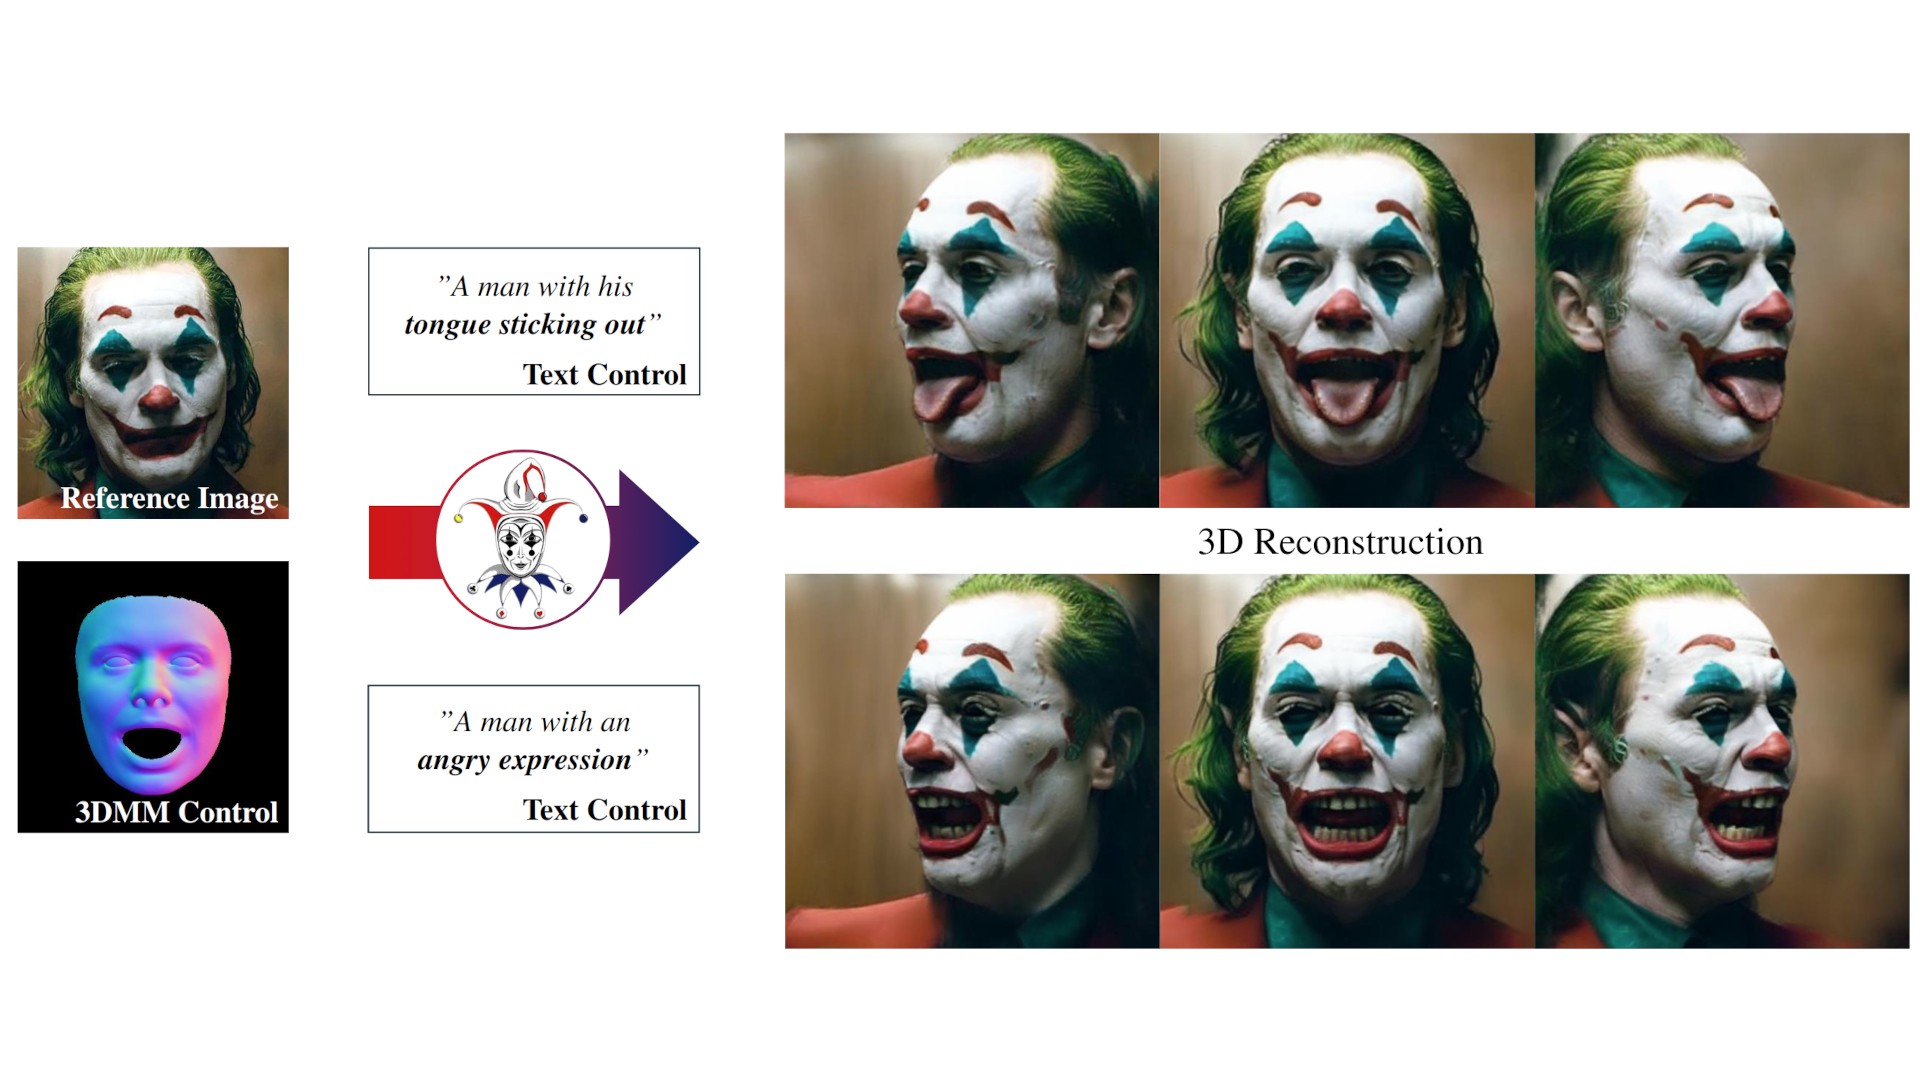 Reference Image
3DMM Control
”A man with his
tongue sticking out”
Text Control
”A man with an
angry expression”
Text Control
3D Reconstruction